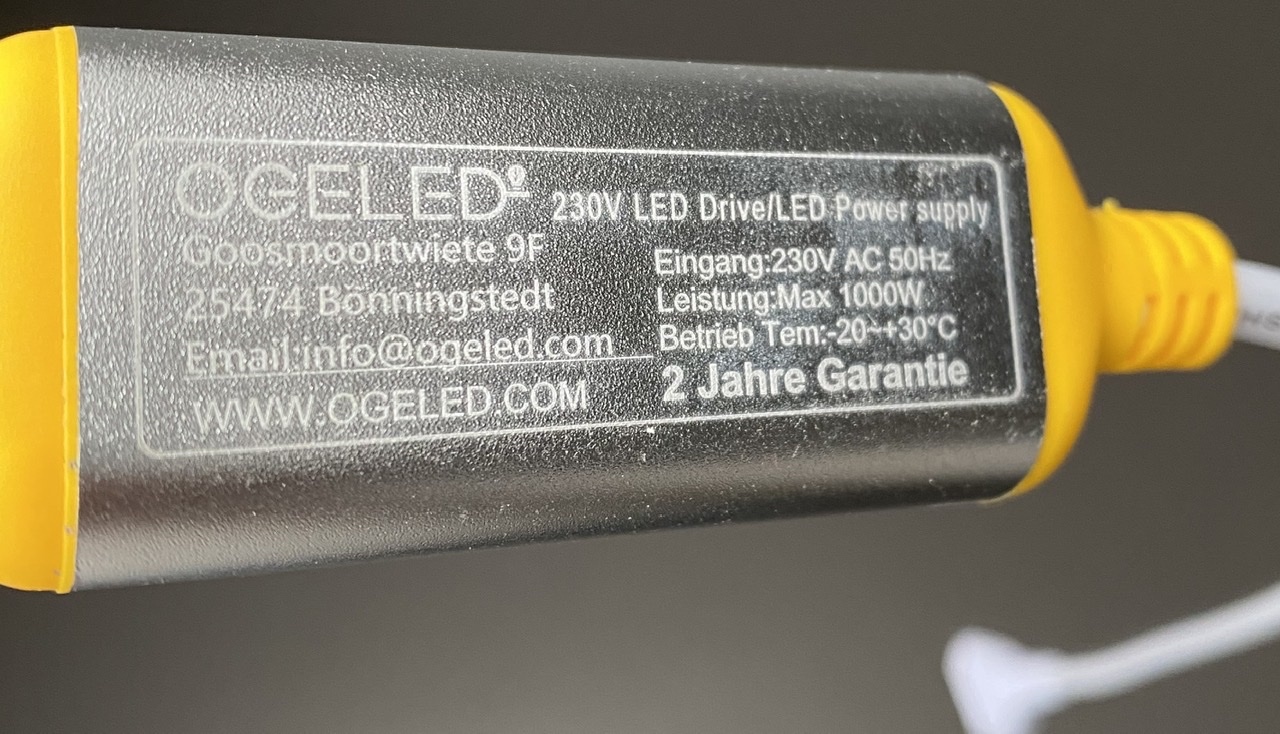 OGELED
230V LED Drive/LED Power supply
Goosmoortwiete 9F
25474 Bönningstedt
Email:info@ogeled.com
WWW.OGELED.COM
Eingang:230V AC 50Hz
Leistung:Max 1000W
Betrieb Tem:-20~+30°C
2 Jahre Garantie